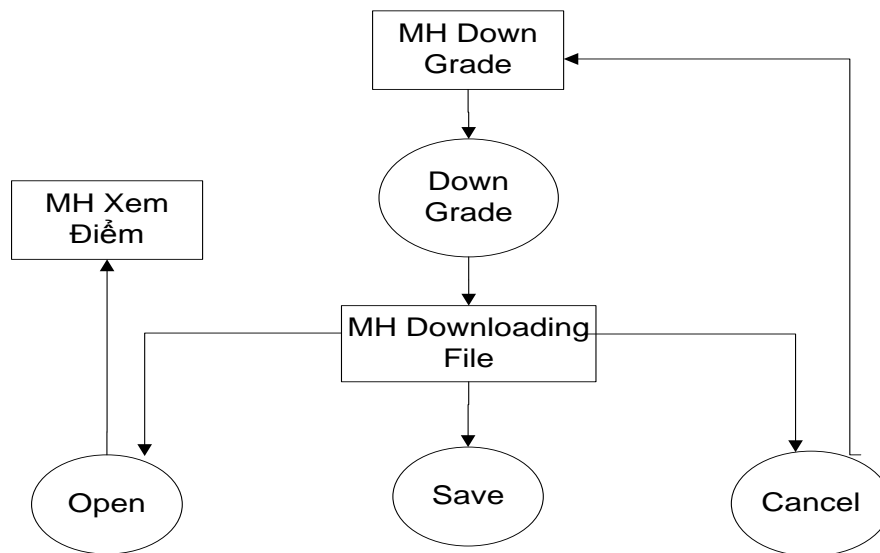 MH Down
Grade
Down
Grade
MH Xem
Điểm
MH Downloading
File
Open
Save
Cancel